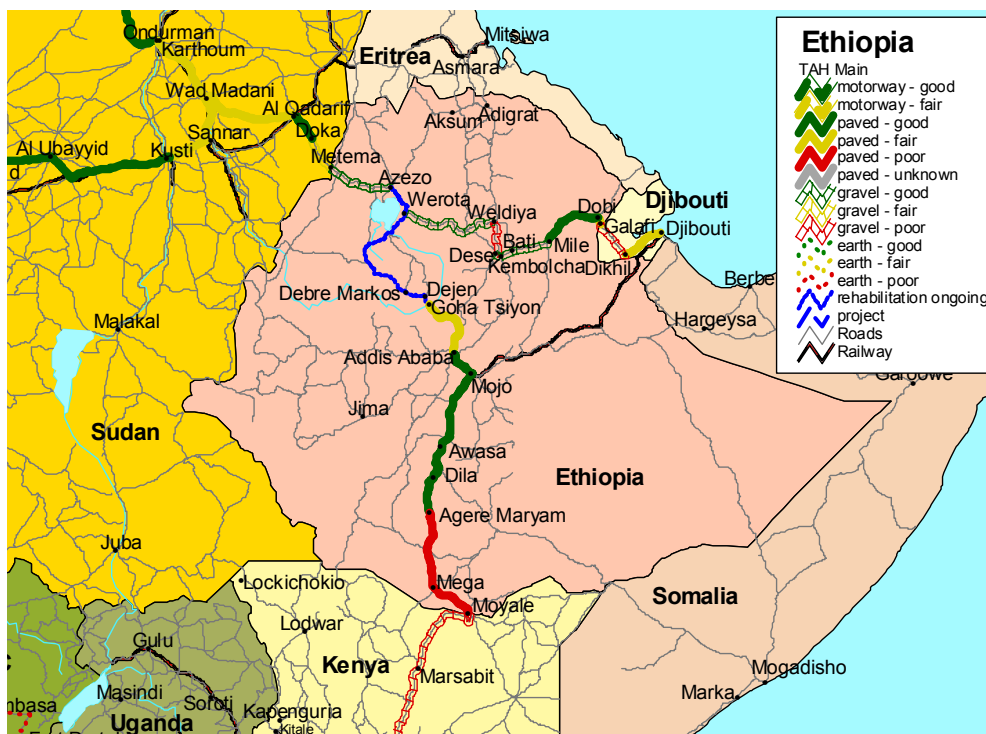 Ondurman
Karthoum
Eritrea
Mitsiwa
Asmara
Wad Madani
Al Qadarif
Aksum
Adigrat
Sannar
Doka
Al Ubayyid
Kusti
d
Metema
Azezo
Werota
Weldiya
Dobi
Djibouti
Galafi
Djibouti
Bati
Mile
Dese
Kembolcha
Dikhil
Debre Markos
Dejen
Goha Tsiyon
Berbe
Hargeysa
Malakal
Addis Ababa
Mojo
Garoowe
Jima
Sudan
Awasa
Ethiopia
Dila
Agere Maryam
Juba
Mega
Lockichokio
Moyale
Somalia
Lodwar
Gulu
Kenya
Marsabit
Mogadisho
Masindi
Soroti
Marka
mbasa
Kapenguria
Uganda
Kitale
Ethiopia
TAH Main
motorway - good
motorway - fair
paved - good
paved - fair
paved - poor
paved - unknown
gravel - good
gravel - fair
gravel - poor
earth - good
earth - fair
earth - poor
rehabilitation ongoing
project
Roads
Railway